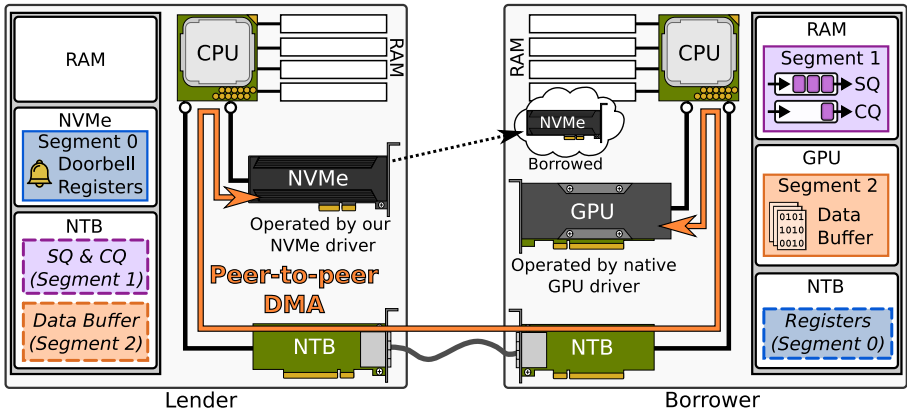 RAM
NVMe
Segment 0
Doorbell
Registers
NTB
SQ & CQ
(Segment 1)
Data Buffer
(Segment 2)
CPU
RAM
NVMe
Operated by our
NVMe driver
Peer-to-peer
DMA
NTB
Lender
RAM
CPU
NVMe
Borrowed
GPU
Operated by native
GPU driver
NTB
RAM
Segment 1
SQ
CQ
GPU
Segment 2
0101
1010
0010
Data
Buffer
NTB
Registers
(Segment 0)
Borrower